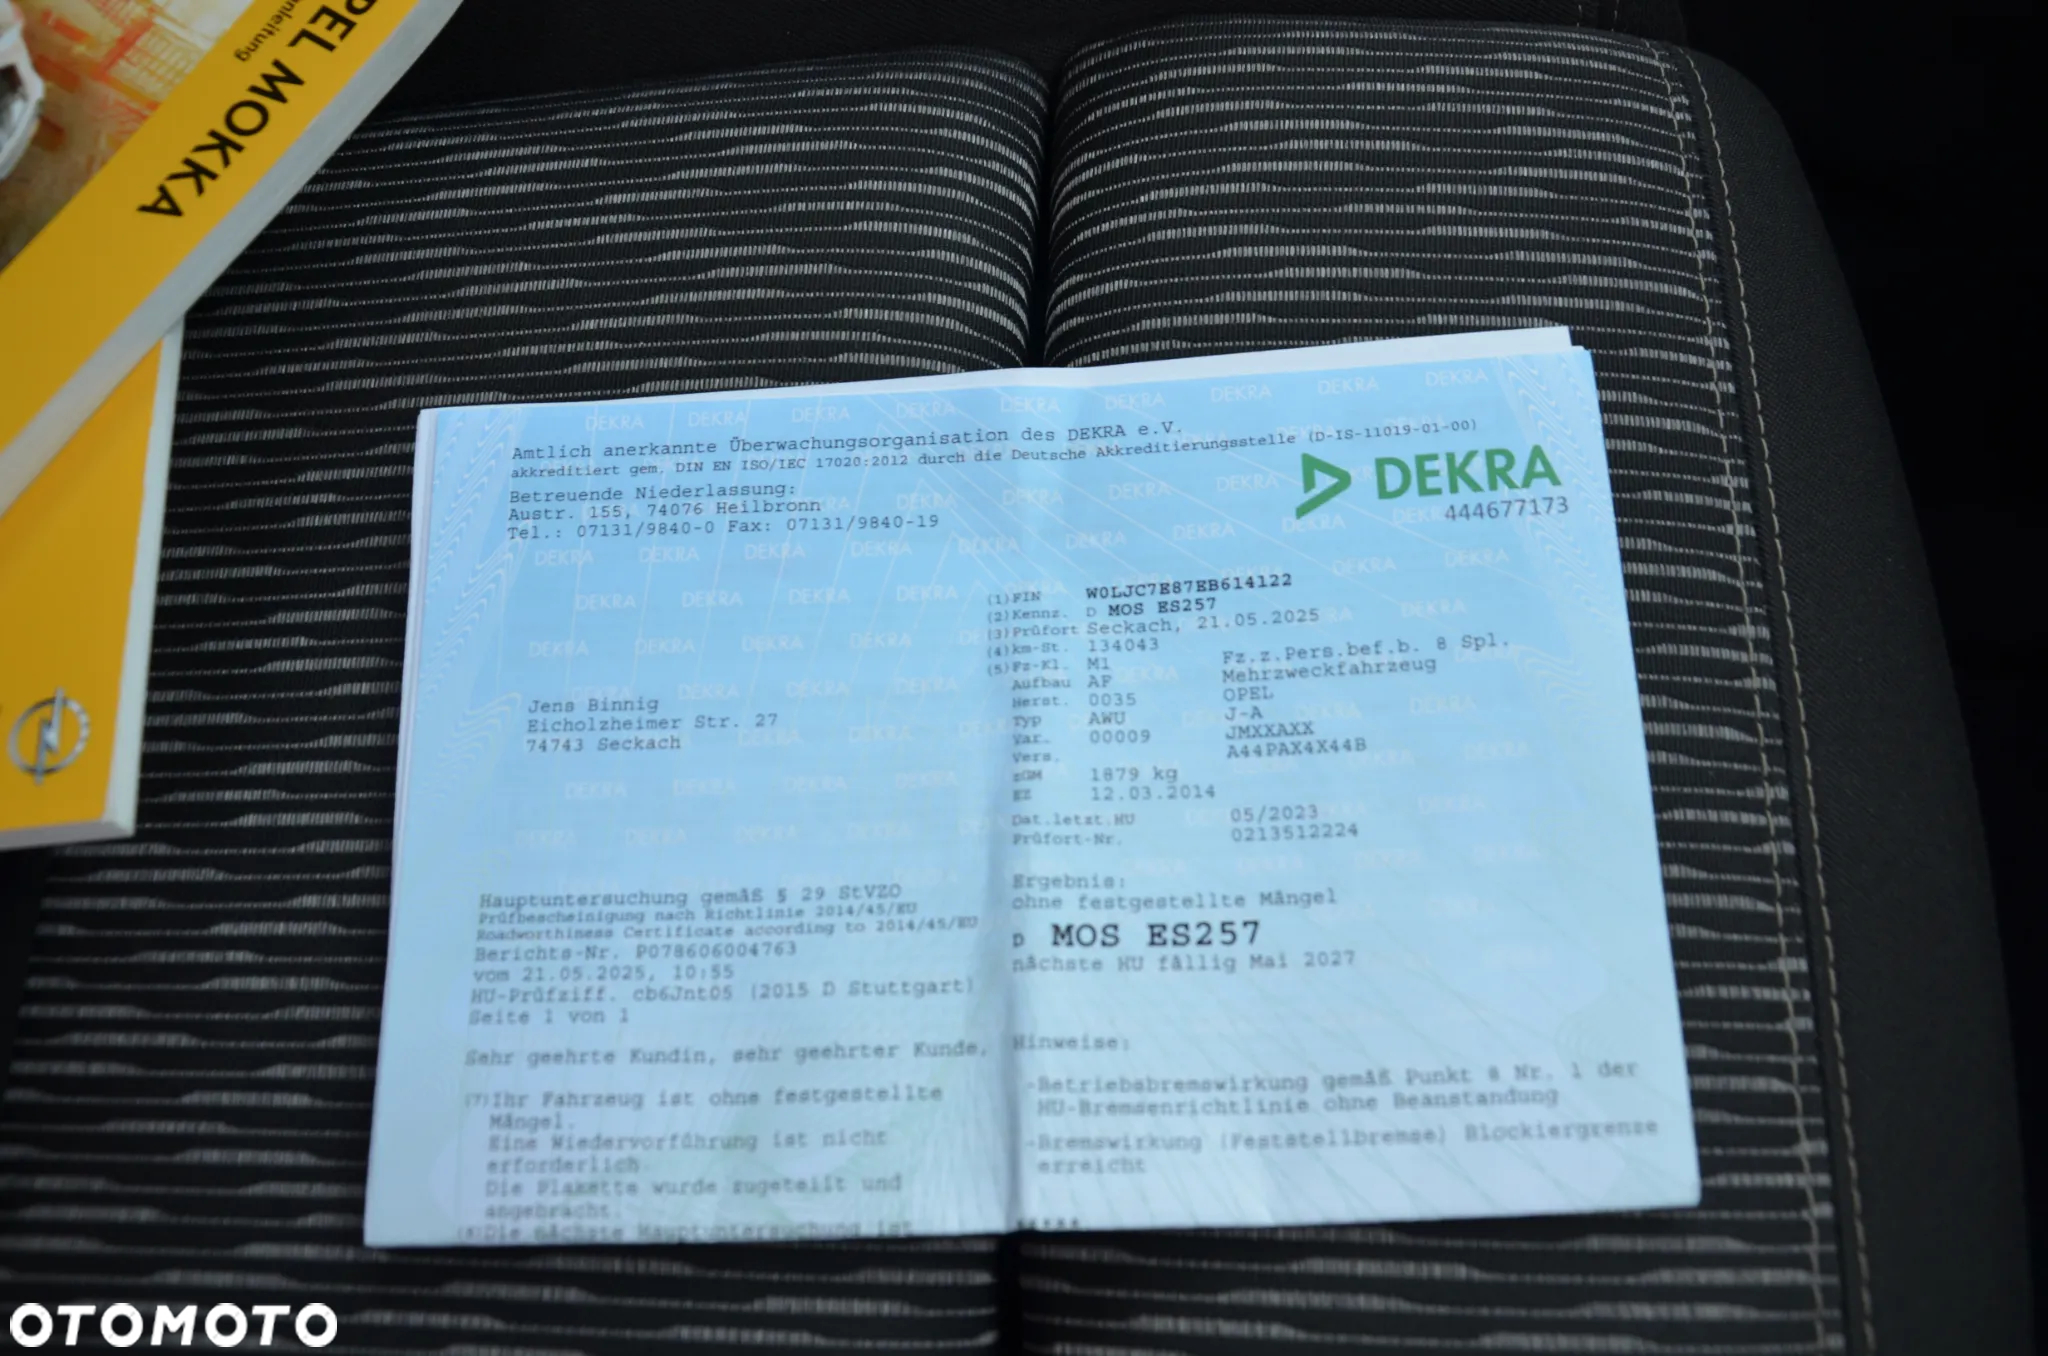 OPEL MOKKA
DEKRA
Amtlich anerkannte Überwachungsorganisation des DEKRA e.V.
akkreditiert gem. DIN EN ISO/IEC 17020:2012 durch die Deutsche Akkreditierungsstelle (D-IS-11019-01-00)
Betreuende Niederlassung:
Austr. 155, 74076 Heilbronn
Tel.: 07131/9840-0 Fax: 07131/9840-19
DEKRA
444677173
(1)FIN W0LJC7E87EB614122
(2)Kennz. D MOS ES257
(3)Prüfort Seckach, 21.05.2025
(4)km-St. 134043
(5)Fz-Kl. M1 Fz.z.Pers.bef.b. 8 Spl.
Aufbau AF Mehrzweckfahrzeug
Herst. 0035 OPEL
Typ AWU J-A
Var. 00009 JMXXAXX
Vers. A44PAX4X44B
zGM 1879 kg
EZ 12.03.2014
Dat.letzt.HU 05/2023
Prüfort-Nr. 0213512224
Jens Binnig
Eicholzheimer Str. 27
74743 Seckach
Hauptuntersuchung gemäß § 29 StVZO
Prüfbescheinigung nach Richtlinie 2014/45/EU
Roadworthiness Certificate according to 2014/45/EU
Berichts-Nr. P078606004763
vom 21.05.2025, 10:55
HU-Prüfziff. cb6Jnt05 (2015 D Stuttgart)
Seite 1 von 1
Sehr geehrte Kundin, sehr geehrter Kunde,
(7)Ihr Fahrzeug ist ohne festgestellte
Mängel.
Eine Wiedervorführung ist nicht
erforderlich.
Die Plakette wurde zugeteilt und
angebracht.
Die nächste Hauptuntersuchung ist
Ergebnis:
ohne festgestellte Mängel
D MOS ES257
nächste HU fällig Mai 2027
Hinweise:
-Betriebsbremswirkung gemäß Punkt 8 Nr. 1 der
HU-Bremsenrichtlinie ohne Beanstandung
-Bremswirkung (Feststellbremse) Blockiergrenze
erreicht
OTOMOTO